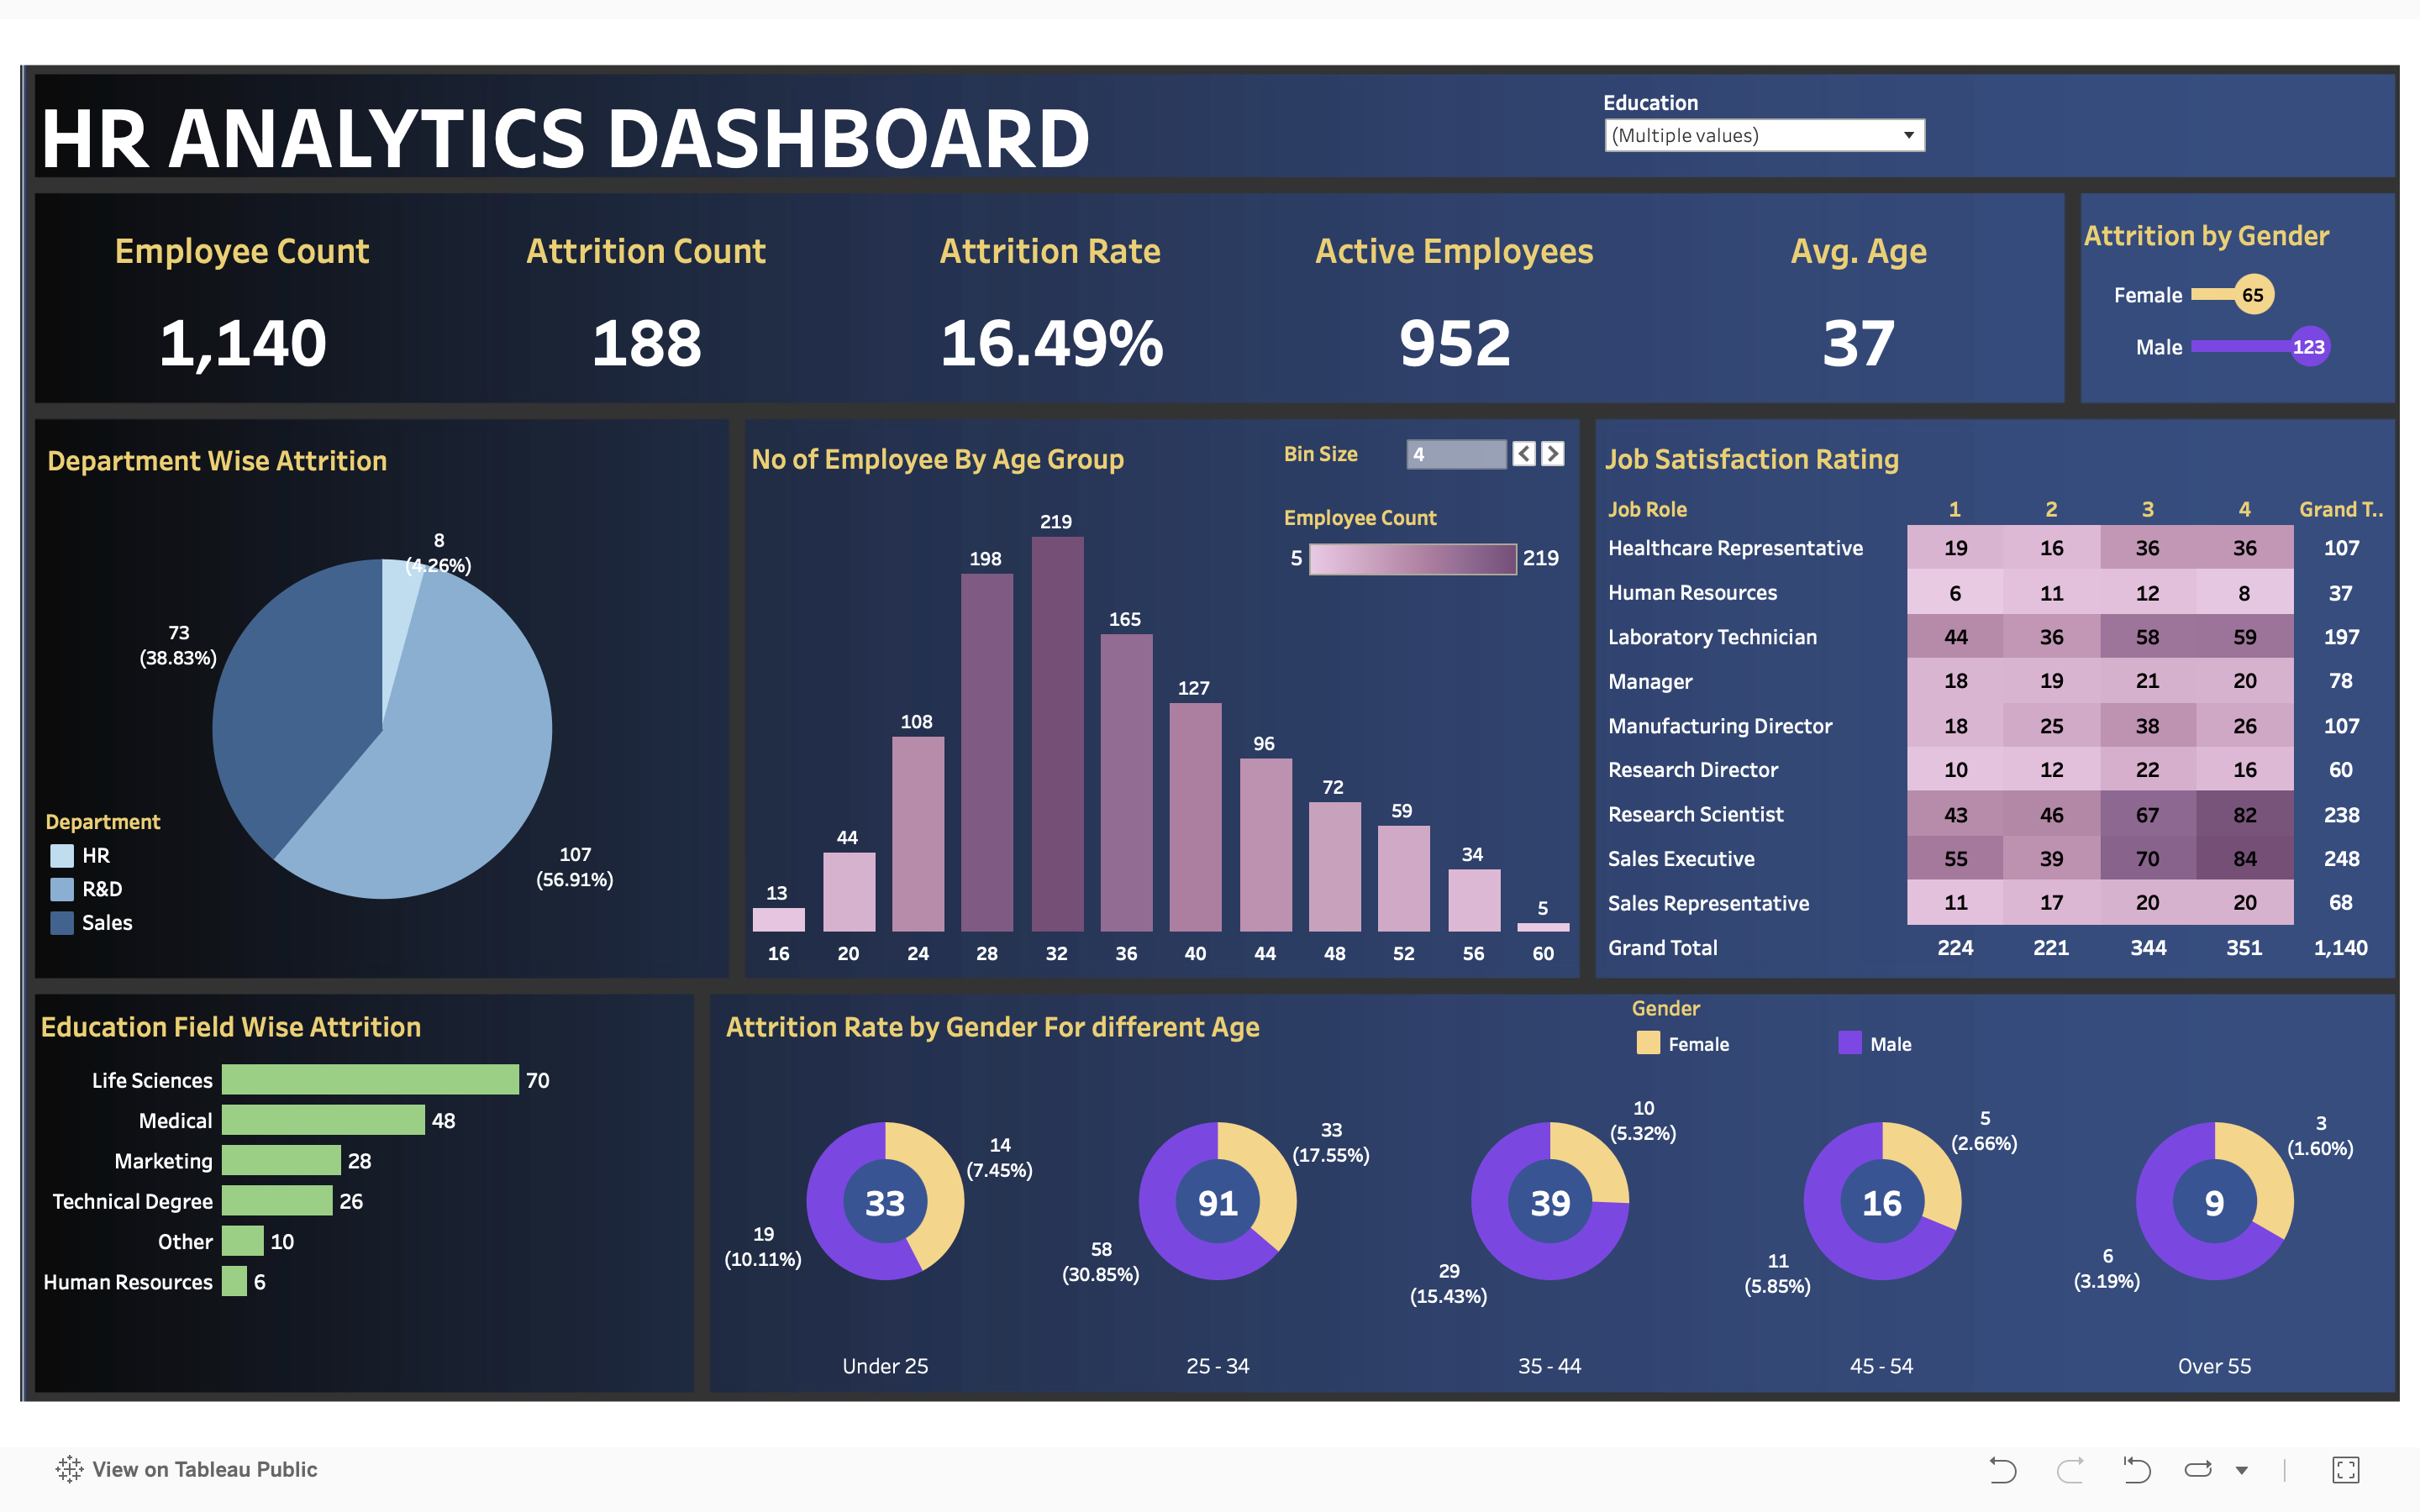 HR ANALYTICS DASHBOARD
Education
(Multiple values)
Employee Count
1,140
Attrition Count
188
Attrition Rate
16.49%
Active Employees
952
Avg. Age
37
Attrition by Gender
Female 65
Male 123
Department Wise Attrition
8
(4.26%)
73
(38.83%)
107
(56.91%)
Department
HR
R&D
Sales
No of Employee By Age Group
Bin Size 4
Employee Count
5 219
13 44 108 198 219 165 127 96 72 59 34 5
16 20 24 28 32 36 40 44 48 52 56 60
Job Satisfaction Rating
Job Role 1 2 3 4 Grand T..
Healthcare Representative 19 16 36 36 107
Human Resources 6 11 12 8 37
Laboratory Technician 44 36 58 59 197
Manager 18 19 21 20 78
Manufacturing Director 18 25 38 26 107
Research Director 10 12 22 16 60
Research Scientist 43 46 67 82 238
Sales Executive 55 39 70 84 248
Sales Representative 11 17 20 20 68
Grand Total 224 221 344 351 1,140
Education Field Wise Attrition
Life Sciences 70
Medical 48
Marketing 28
Technical Degree 26
Other 10
Human Resources 6
Attrition Rate by Gender For different Age
Gender
Female Male
14
(7.45%)
33
19
(10.11%)
Under 25
33
(17.55%)
91
58
(30.85%)
25 - 34
10
(5.32%)
39
29
(15.43%)
35 - 44
5
(2.66%)
16
11
(5.85%)
45 - 54
3
(1.60%)
9
6
(3.19%)
Over 55
View on Tableau Public